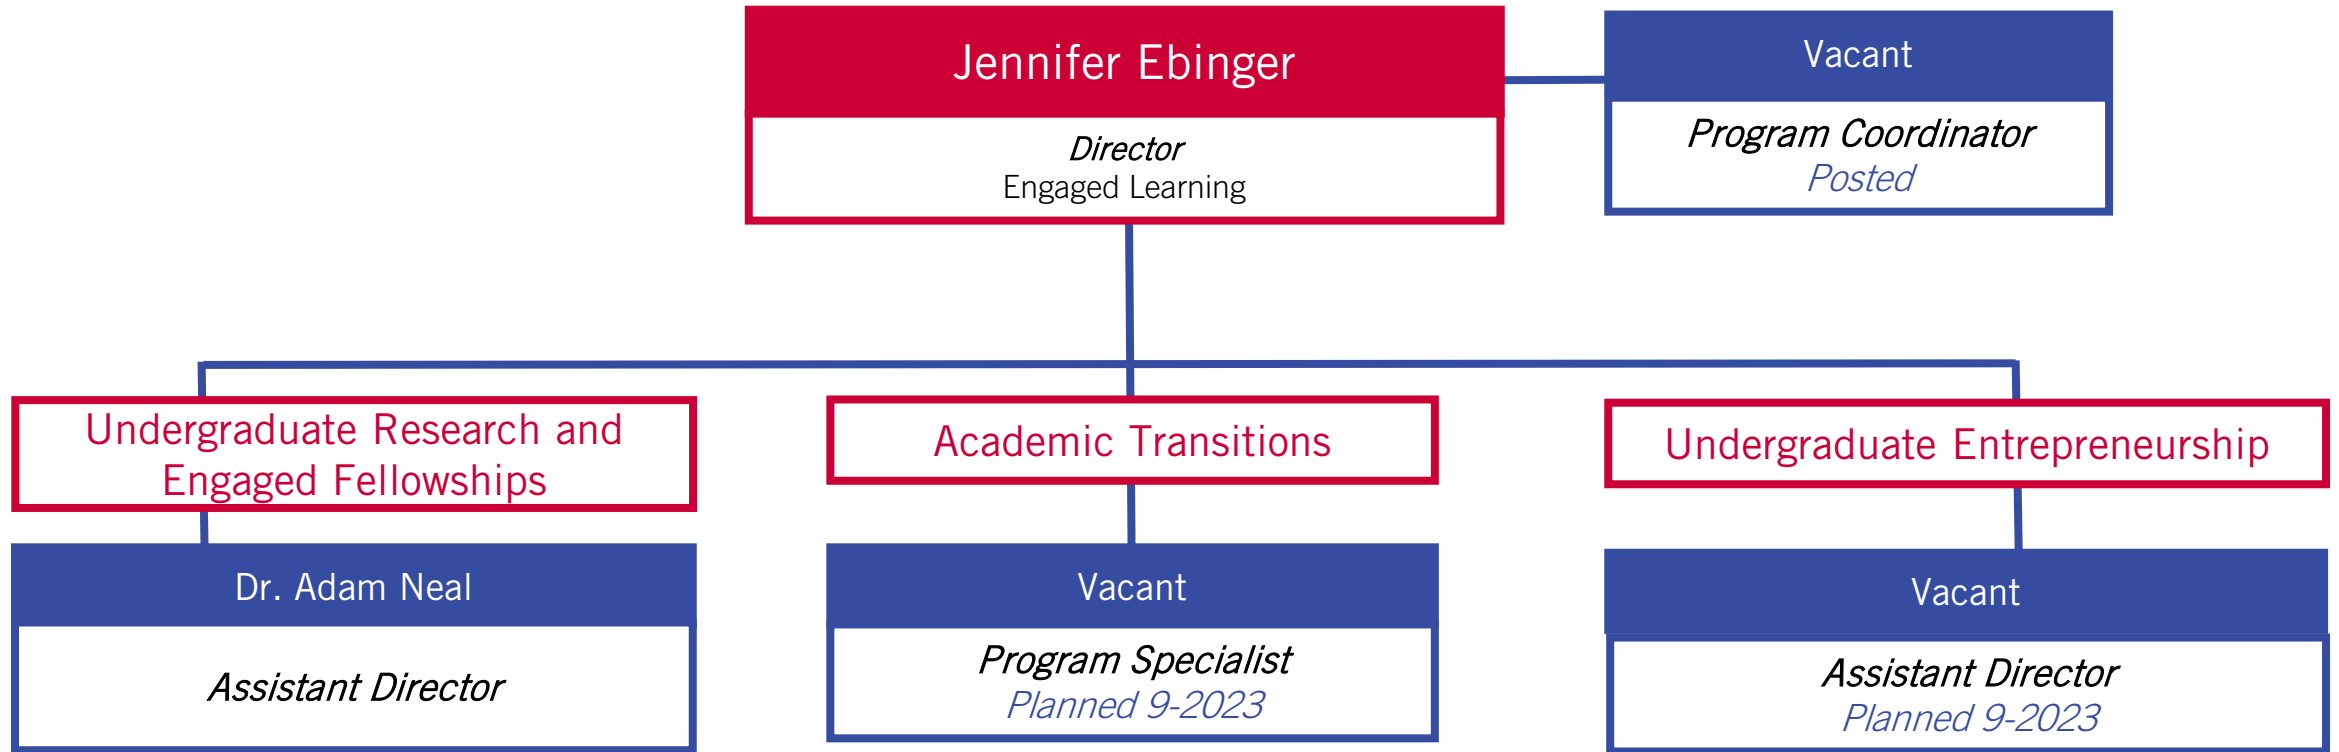 Jennifer Ebinger
Director
Engaged Learning
Vacant
Program Coordinator
Posted
Undergraduate Research and
Engaged Fellowships
Academic Transitions
Undergraduate Entrepreneurship
Dr. Adam Neal
Assistant Director
Vacant
Program Specialist
Planned 9-2023
Vacant
Assistant Director
Planned 9-2023